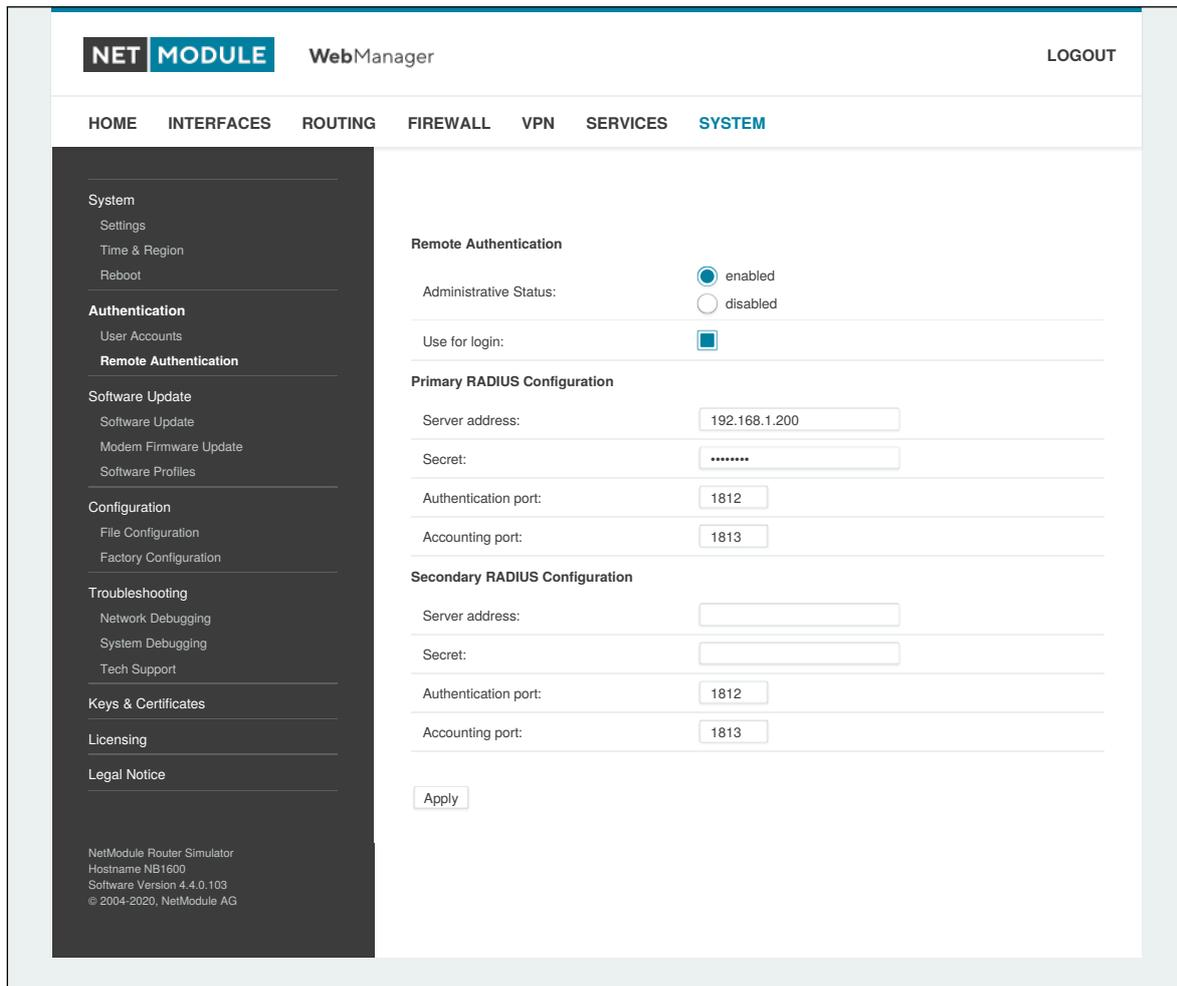 NET MODULE WebManager LOGOUT
HOME INTERFACES ROUTING FIREWALL VPN SERVICES SYSTEM
System
Settings
Time & Region
Reboot
Authentication
User Accounts
Remote Authentication
Software Update
Software Update
Modem Firmware Update
Software Profiles
Configuration
File Configuration
Factory Configuration
Troubleshooting
Network Debugging
System Debugging
Tech Support
Keys & Certificates
Licensing
Legal Notice
NetModule Router Simulator
Hostname NB1600
Software Version 4.4.0.103
© 2004-2020, NetModule AG
Remote Authentication
Administrative Status:
enabled
disabled
Use for login:
Primary RADIUS Configuration
Server address: 192.168.1.200
Secret: ••••••••
Authentication port: 1812
Accounting port: 1813
Secondary RADIUS Configuration
Server address:
Secret:
Authentication port: 1812
Accounting port: 1813
Apply